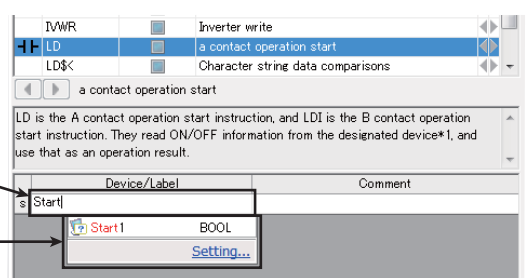 IVWR Inverter write
LD a contact operation start
LD$< Character string data comparisons
a contact operation start
LD is the A contact operation start instruction, and LDI is the B contact operation
start instruction. They read ON/OFF information from the designated device*1, and
use that as an operation result.
Device/Label Comment
s Start
Start1 BOOL
Setting...